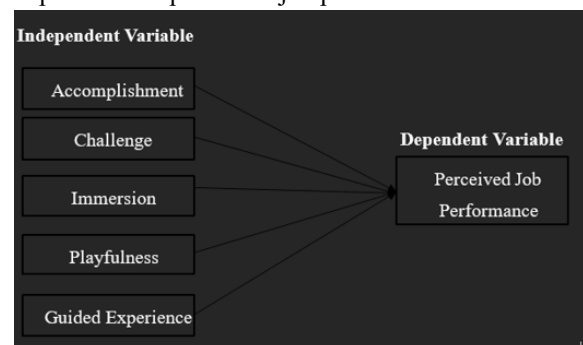 Independent Variable
Accomplishment
Challenge
Immersion
Playfulness
Guided Experience
Dependent Variable
Perceived Job
Performance